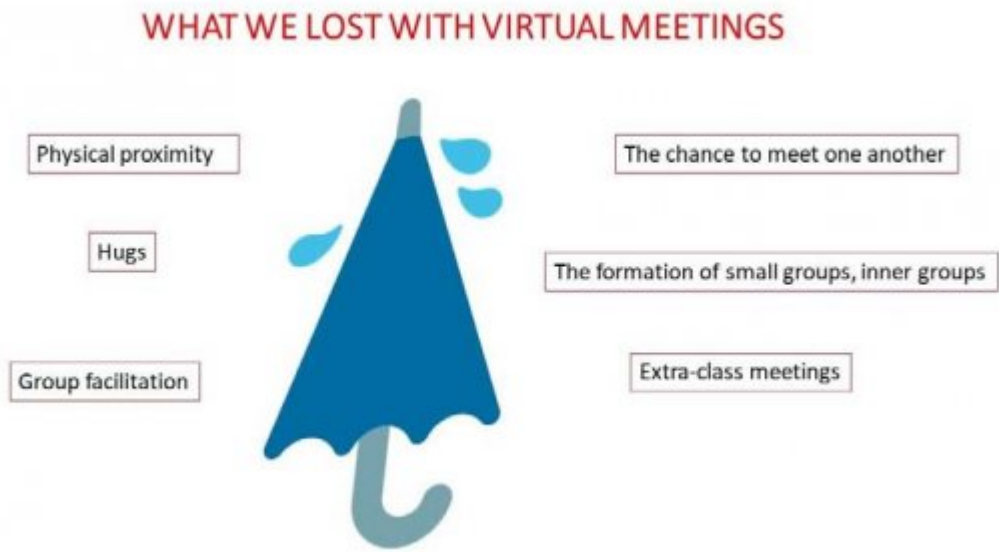 WHAT WE LOST WITH VIRTUAL MEETINGS
Physical proximity
Hugs
Group facilitation
The chance to meet one another
The formation of small groups, inner groups
Extra-class meetings